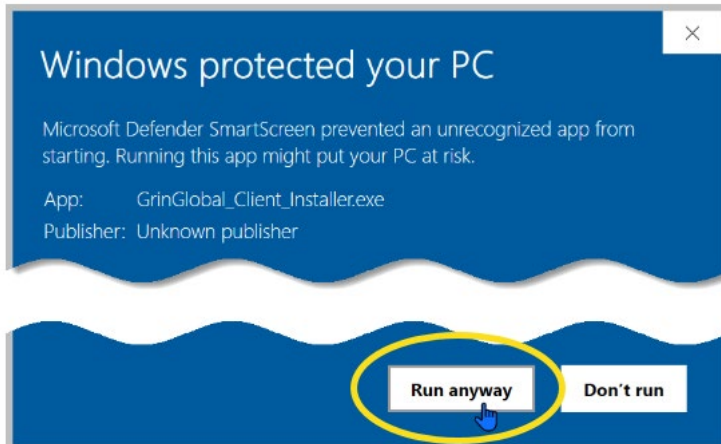 Windows protected your PC
Microsoft Defender SmartScreen prevented an unrecognized app from
starting. Running this app might put your PC at risk.
App: GrinGlobal_Client_Installer.exe
Publisher: Unknown publisher
Run anyway Don't run